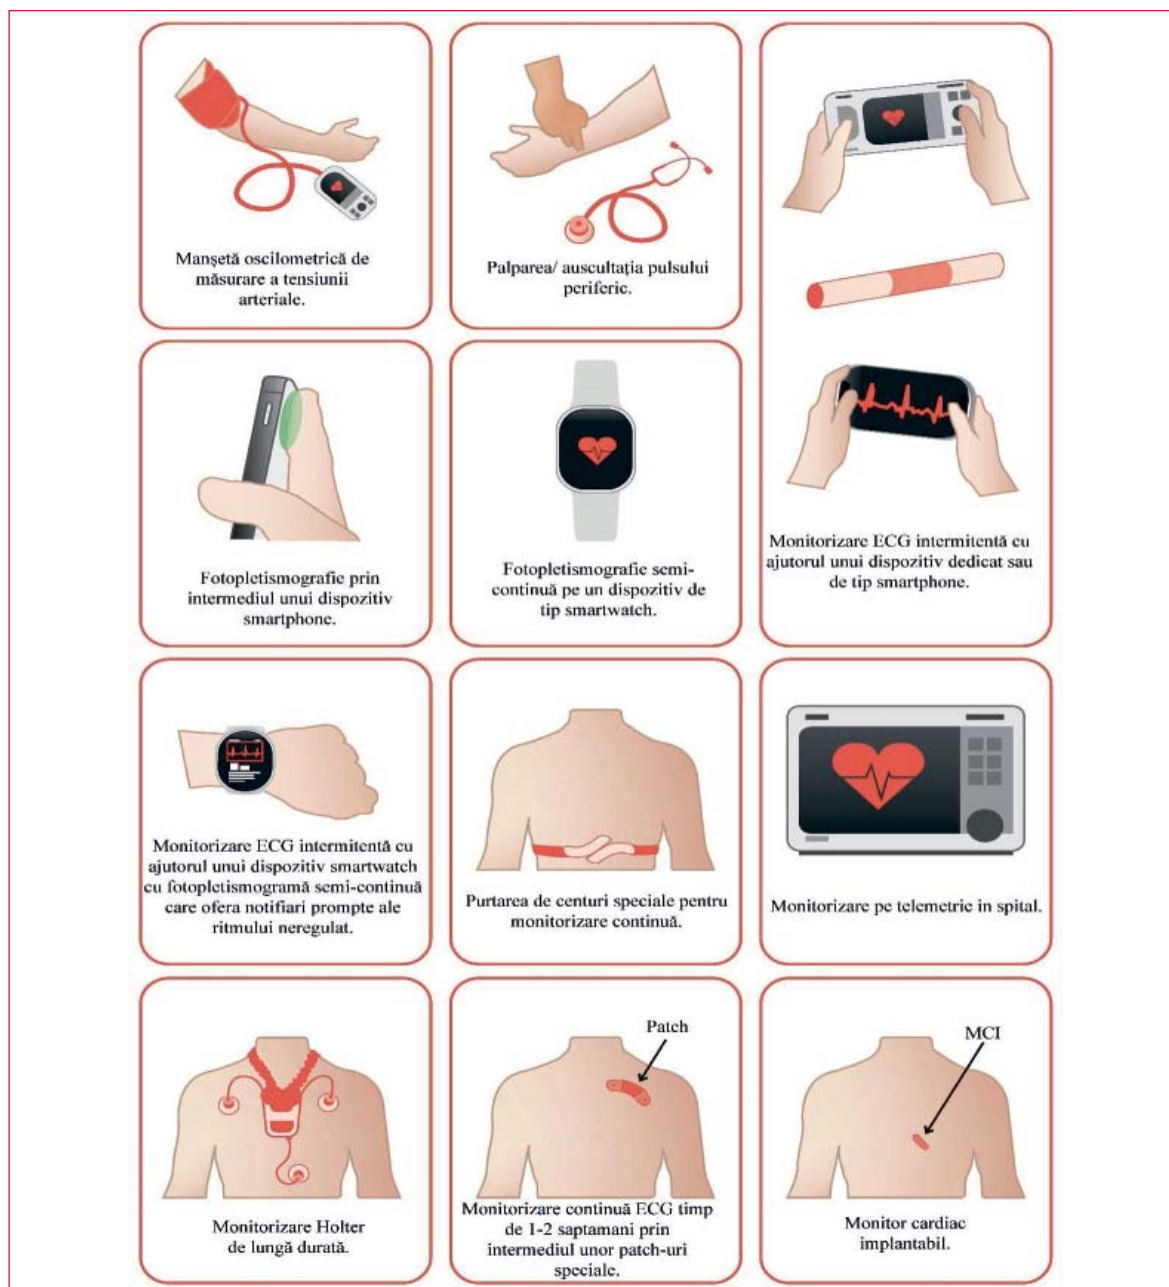 Manșetă oscilometrică de
măsurare a tensiunii
arteriale.
Palparea/ auscultația pulsului
periferic.
Monitorizare ECG intermitentă cu
ajutorul unui dispozitiv dedicat sau
de tip smartphone.
Fotopletismografie prin
intermediul unui dispozitiv
smartphone.
Fotopletismografie semi-
continuă pe un dispozitiv de
tip smartwatch.
Monitorizare ECG intermitentă cu
ajutorul unui dispozitiv smartwatch
cu fotopletismogramă semi-continuă
care ofera notifiari prompte ale
ritmului neregulat.
Purtarea de centuri speciale pentru
monitorizare continuă.
Monitorizare pe telemetrie in spital.
Monitorizare Holter
de lungă durată.
Patch
Monitorizare continuă ECG timp
de 1-2 saptamani prin
intermediul unor patch-uri
speciale.
MCI
Monitor cardiac
implantabil.